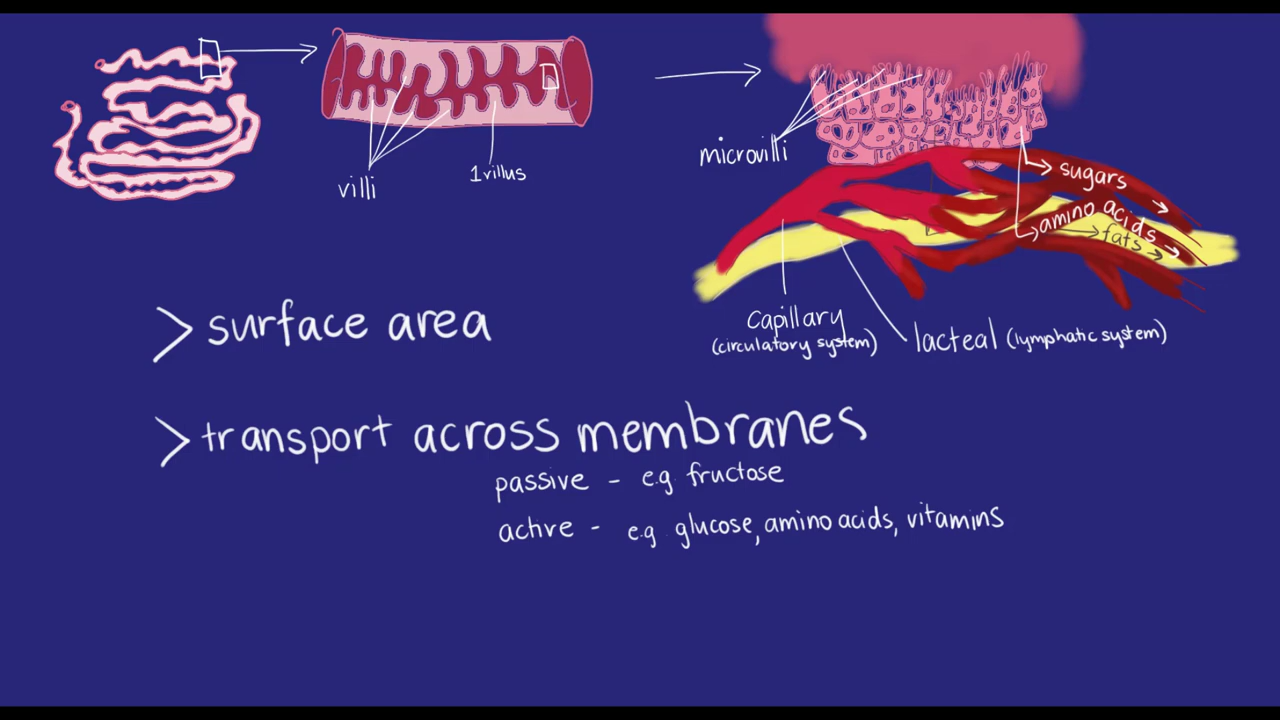 villi
1 villus
microvilli
sugars
amino acids
fats
Capillary
(circulatory system)
lacteal (lymphatic system)
> surface area
> transport across membranes
passive - e.g fructose
active - e.g glucose, amino acids, vitamins